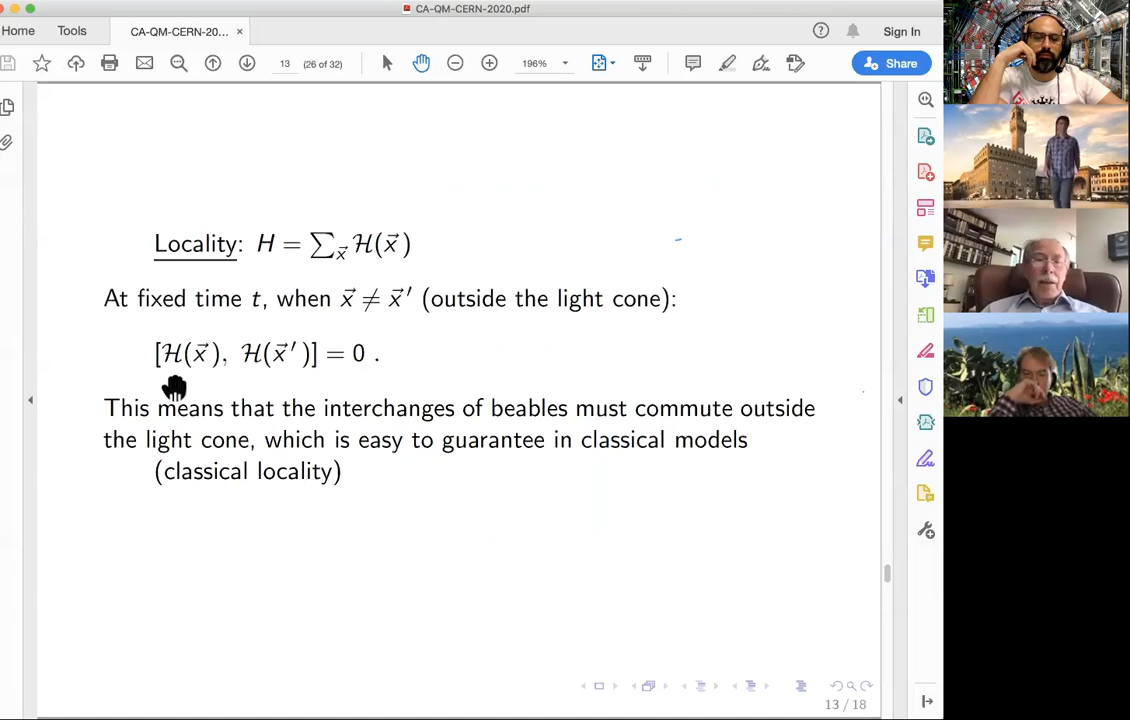 CA-QM-CERN-2020.pdf
Home Tools CA-QM-CERN-20... × Sign In
13 (26 of 32) 196% Share
Locality: H = ∑_x⃗ ℋ(x⃗)
At fixed time t, when x⃗ ≠ x⃗ ′ (outside the light cone):
[ℋ(x⃗), ℋ(x⃗ ′)] = 0 .
This means that the interchanges of beables must commute outside
the light cone, which is easy to guarantee in classical models
(classical locality)
13 / 18